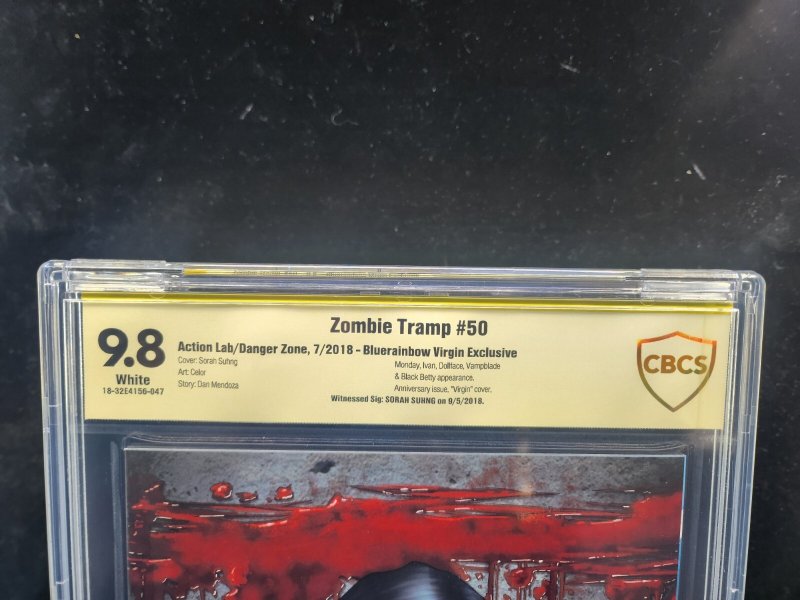 Zombie Tramp #50
9.8
White
18-32E4156-047
Action Lab/Danger Zone, 7/2018 - Bluerainbow Virgin Exclusive
Cover: Sorah Suhng
Art: Celor
Story: Dan Mendoza
Monday, Ivan, Dollface, Vampblade
& Black Betty appearance.
Anniversary issue, "Virgin" cover.
Witnessed Sig: SORAH SUHNG on 9/5/2018.
CBCS